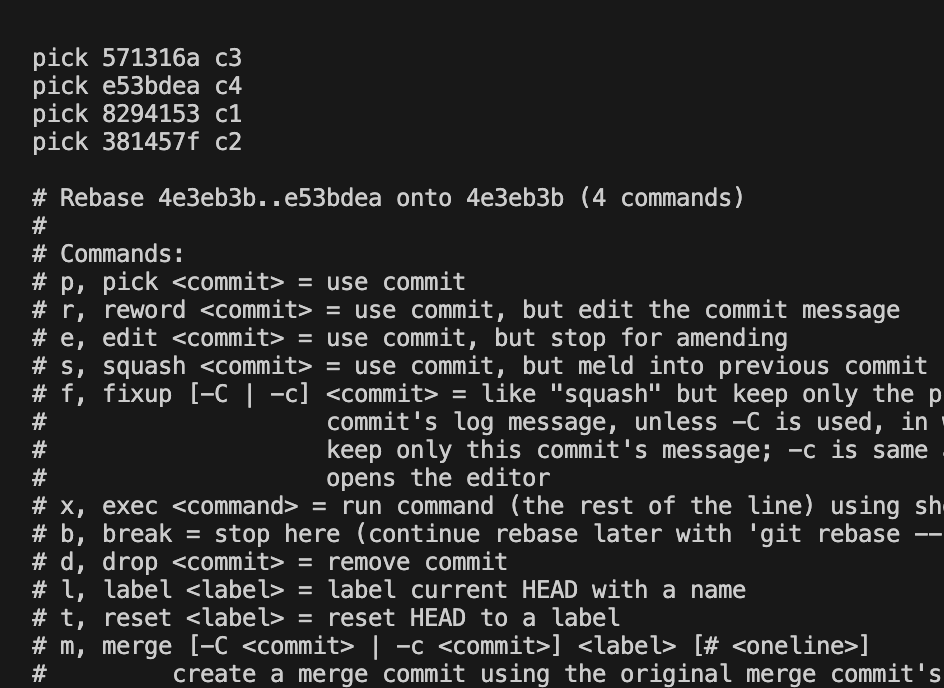 pick 571316a c3
pick e53bdea c4
pick 8294153 c1
pick 381457f c2
# Rebase 4e3eb3b..e53bdea onto 4e3eb3b (4 commands)
#
# Commands:
# p, pick <commit> = use commit
# r, reword <commit> = use commit, but edit the commit message
# e, edit <commit> = use commit, but stop for amending
# s, squash <commit> = use commit, but meld into previous commit
# f, fixup [-C | -c] <commit> = like "squash" but keep only the p
# commit's log message, unless -C is used, in
# keep only this commit's message; -c is same
# opens the editor
# x, exec <command> = run command (the rest of the line) using sh
# b, break = stop here (continue rebase later with 'git rebase --
# d, drop <commit> = remove commit
# l, label <label> = label current HEAD with a name
# t, reset <label> = reset HEAD to a label
# m, merge [-C <commit> | -c <commit>] <label> [# <oneline>]
# create a merge commit using the original merge commit's